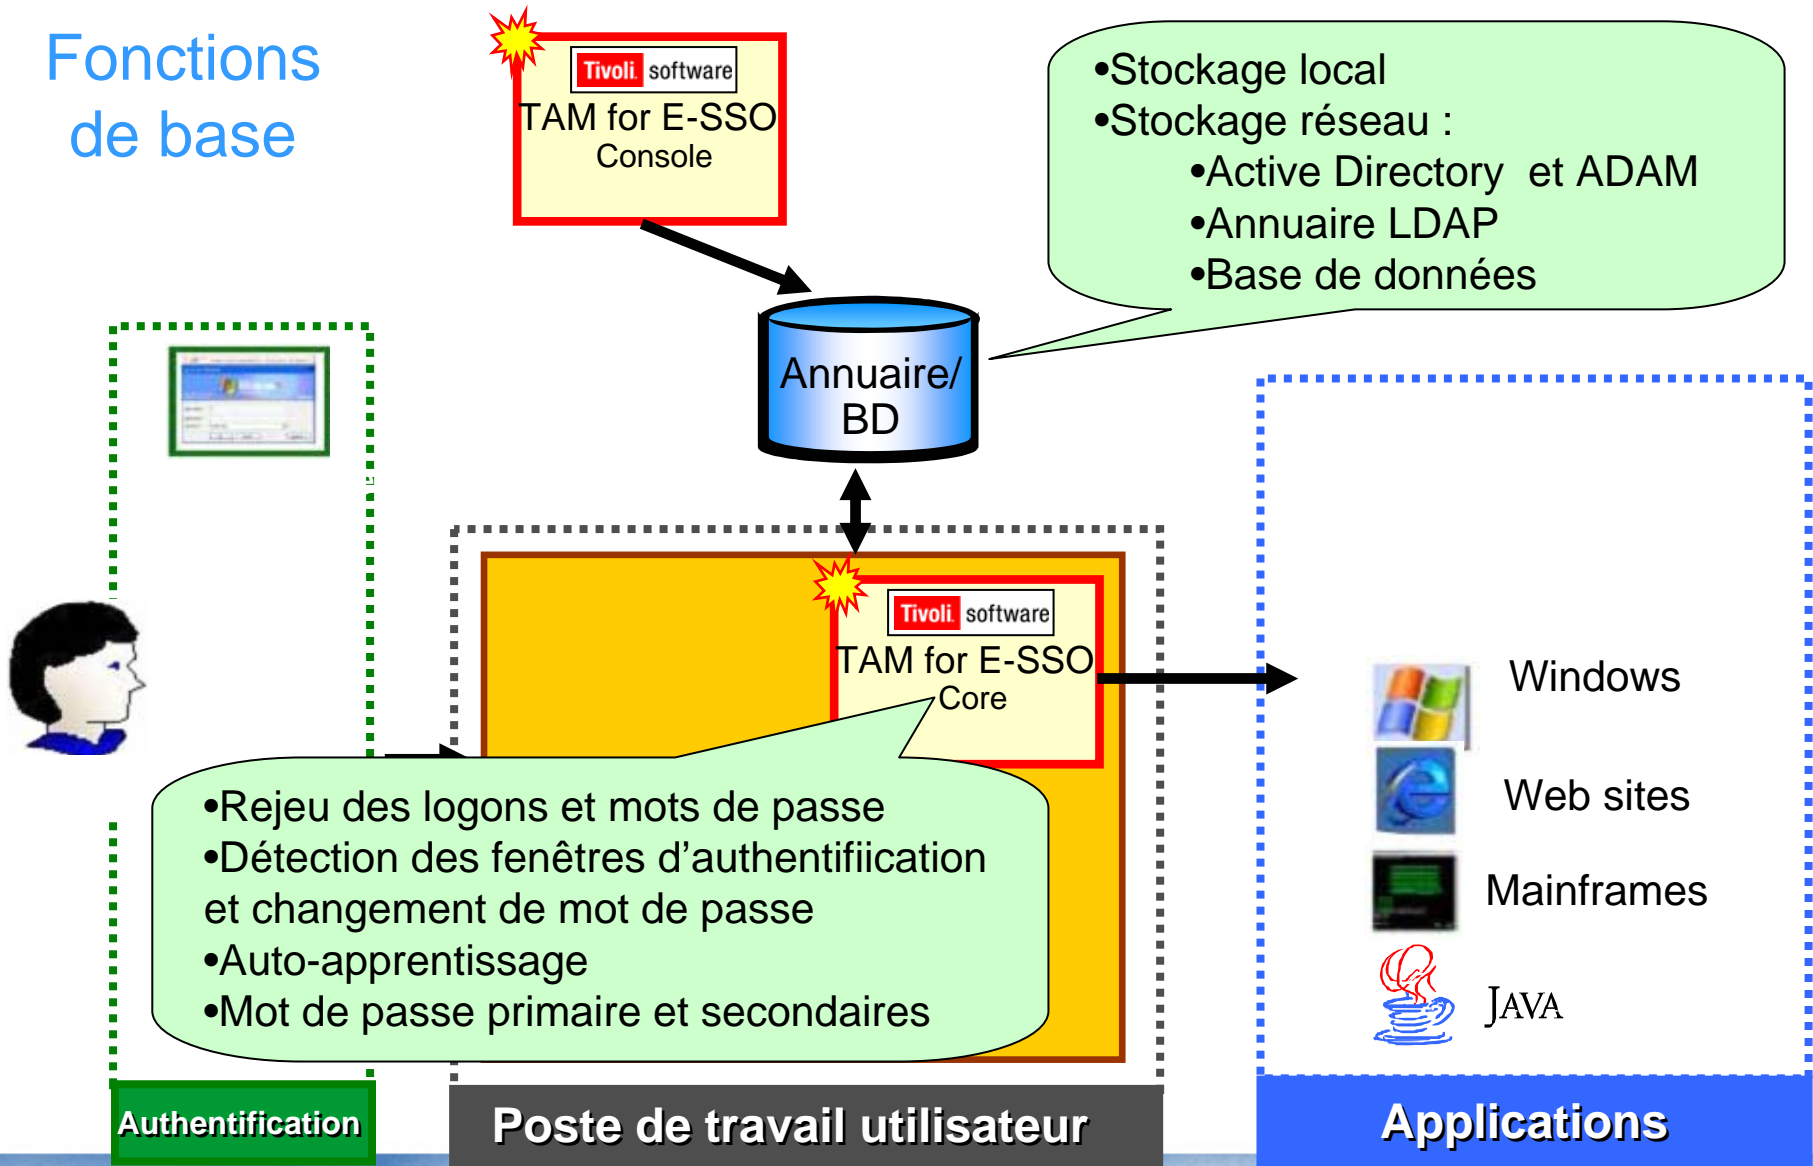 Fonctions
de base
Tivoli. software
TAM for E-SSO
Console
•Stockage local
•Stockage réseau :
•Active Directory et ADAM
•Annuaire LDAP
•Base de données
Annuaire/
BD
Tivoli. software
TAM for E-SSO
Core
•Rejeu des logons et mots de passe
•Détection des fenêtres d'authentifiication
et changement de mot de passe
•Auto-apprentissage
•Mot de passe primaire et secondaires
Windows
Web sites
Mainframes
JAVA
Authentification
Poste de travail utilisateur
Applications